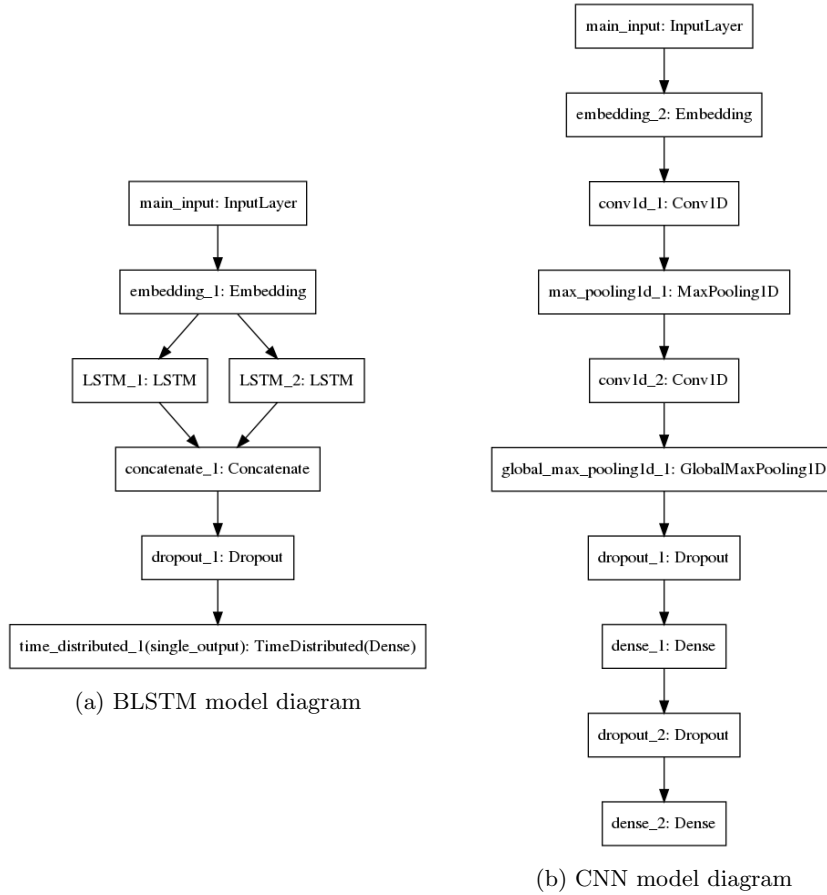 main_input: InputLayer
embedding_1: Embedding
LSTM_1: LSTM
LSTM_2: LSTM
concatenate_1: Concatenate
dropout_1: Dropout
time_distributed_1(single_output): TimeDistributed(Dense)
(a) BLSTM model diagram
main_input: InputLayer
embedding_2: Embedding
conv1d_1: Conv1D
max_pooling1d_1: MaxPooling1D
conv1d_2: Conv1D
global_max_pooling1d_1: GlobalMaxPooling1D
dropout_1: Dropout
dense_1: Dense
dropout_2: Dropout
dense_2: Dense
(b) CNN model diagram